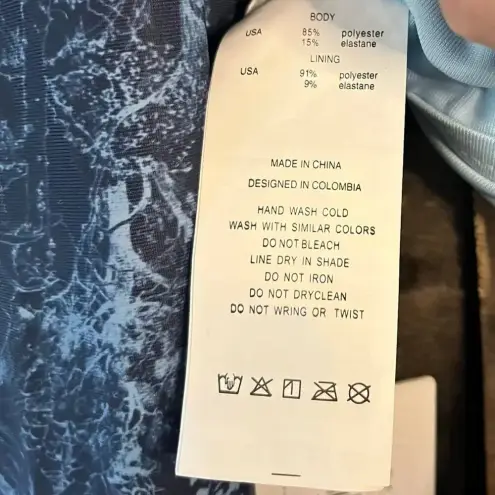 BODY
USA 85% polyester
15% elastane
LINING
USA 91% polyester
9% elastane
MADE IN CHINA
DESIGNED IN COLOMBIA
HAND WASH COLD
WASH WITH SIMILAR COLORS
DO NOT BLEACH
LINE DRY IN SHADE
DO NOT IRON
DO NOT DRYCLEAN
DO NOT WRING OR TWIST